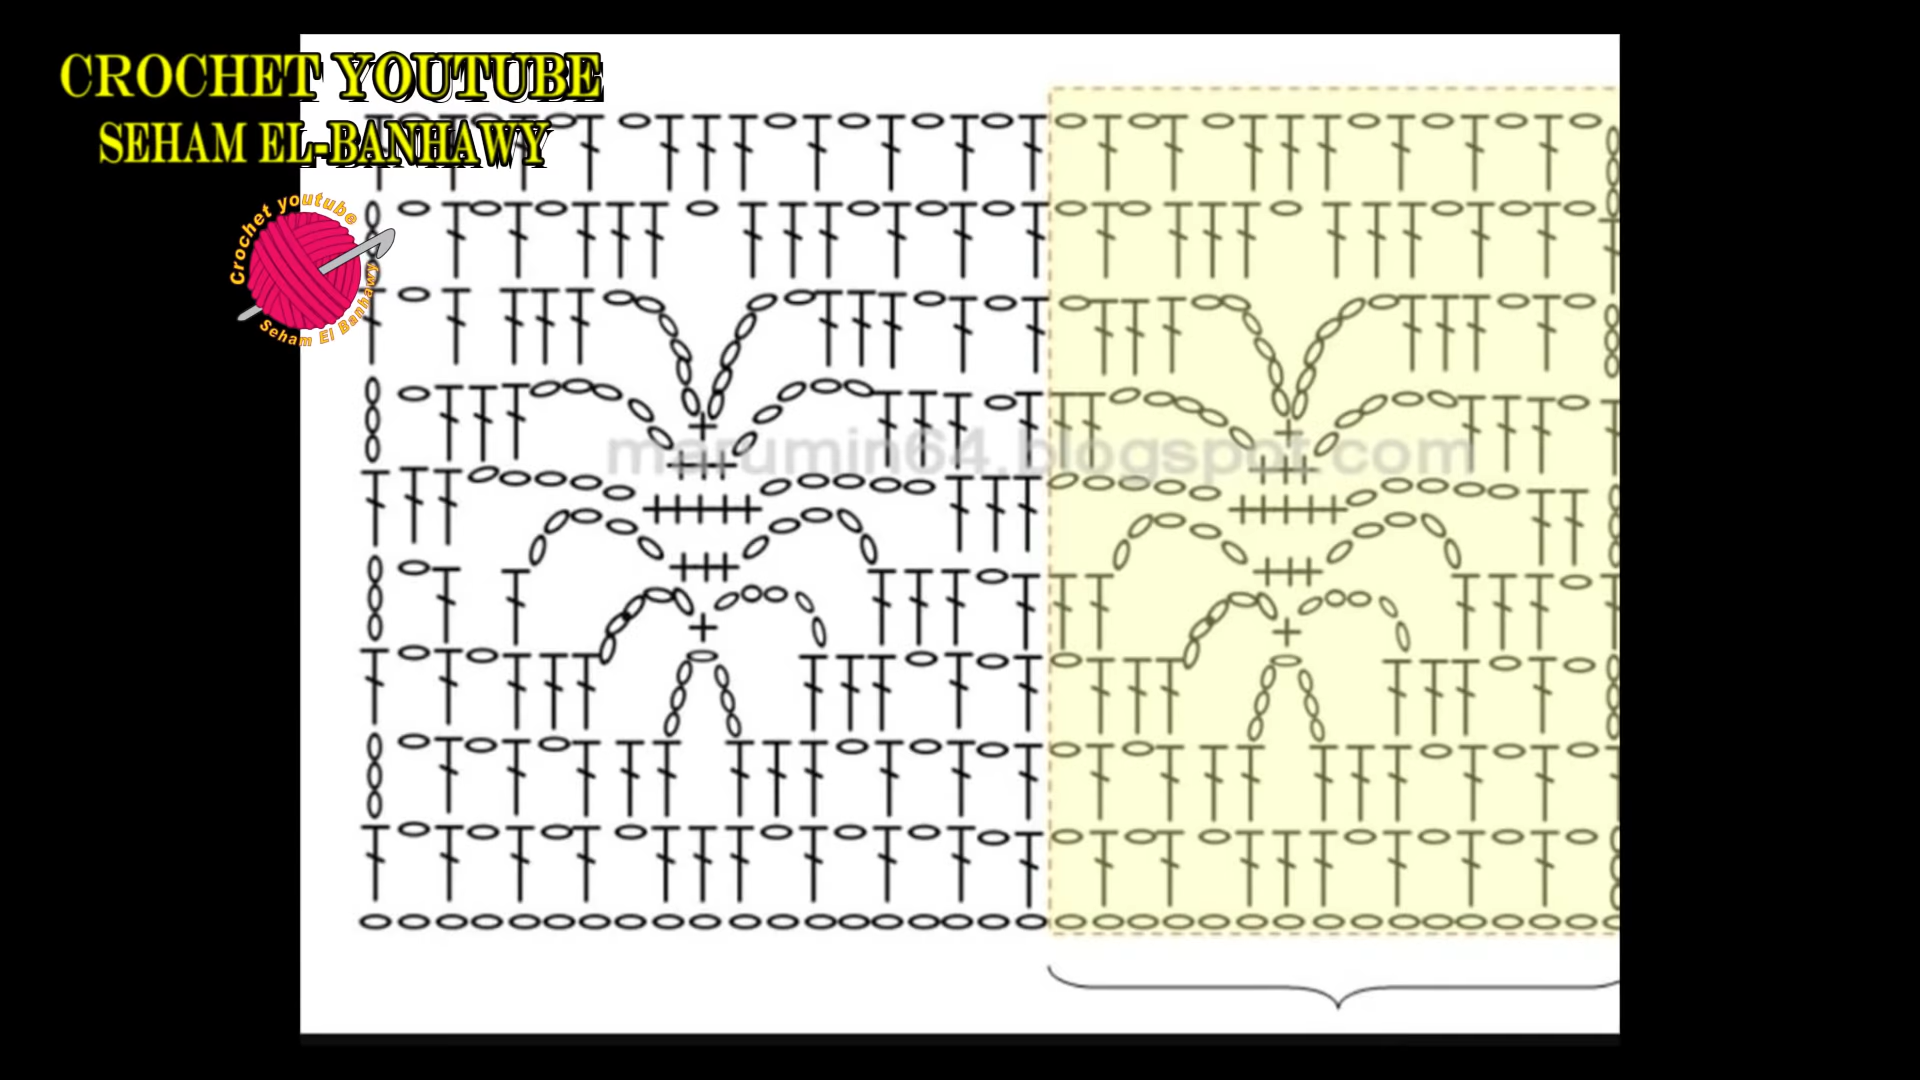 CROCHET YOUTUBE
SEHAM EL-BANHAWY
Crochet youtube
Seham El Banhawy
marumin64.blogspot.com